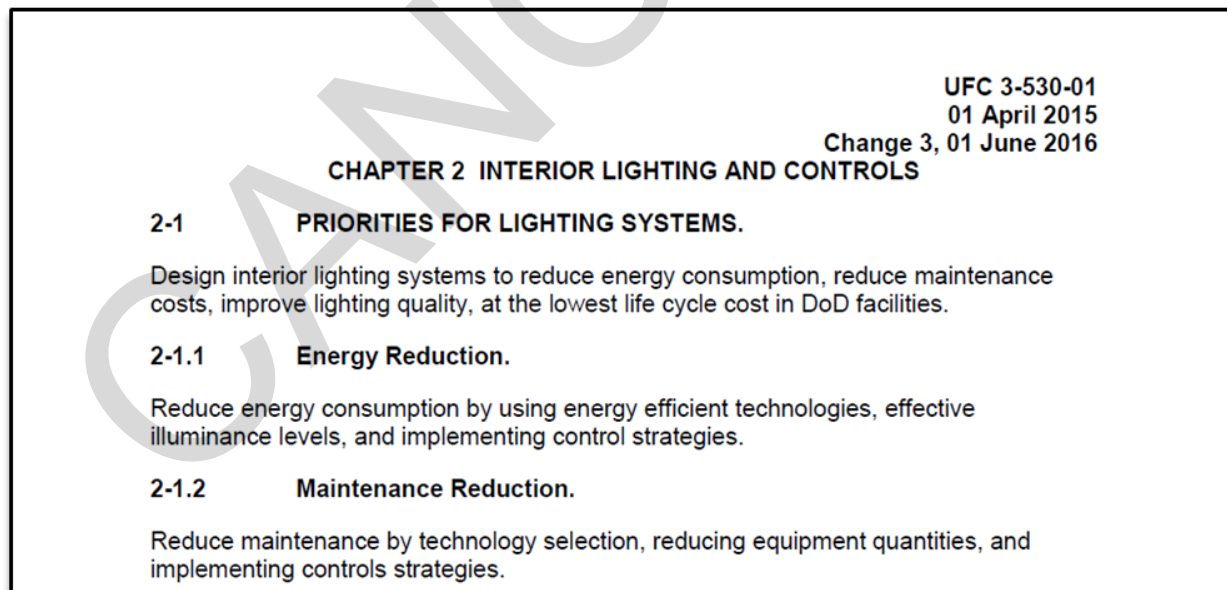 UFC 3-530-01
01 April 2015
Change 3, 01 June 2016
CHAPTER 2 INTERIOR LIGHTING AND CONTROLS
2-1 PRIORITIES FOR LIGHTING SYSTEMS.
Design interior lighting systems to reduce energy consumption, reduce maintenance
costs, improve lighting quality, at the lowest life cycle cost in DoD facilities.
2-1.1 Energy Reduction.
Reduce energy consumption by using energy efficient technologies, effective
illuminance levels, and implementing control strategies.
2-1.2 Maintenance Reduction.
Reduce maintenance by technology selection, reducing equipment quantities, and
implementing controls strategies.
CANC